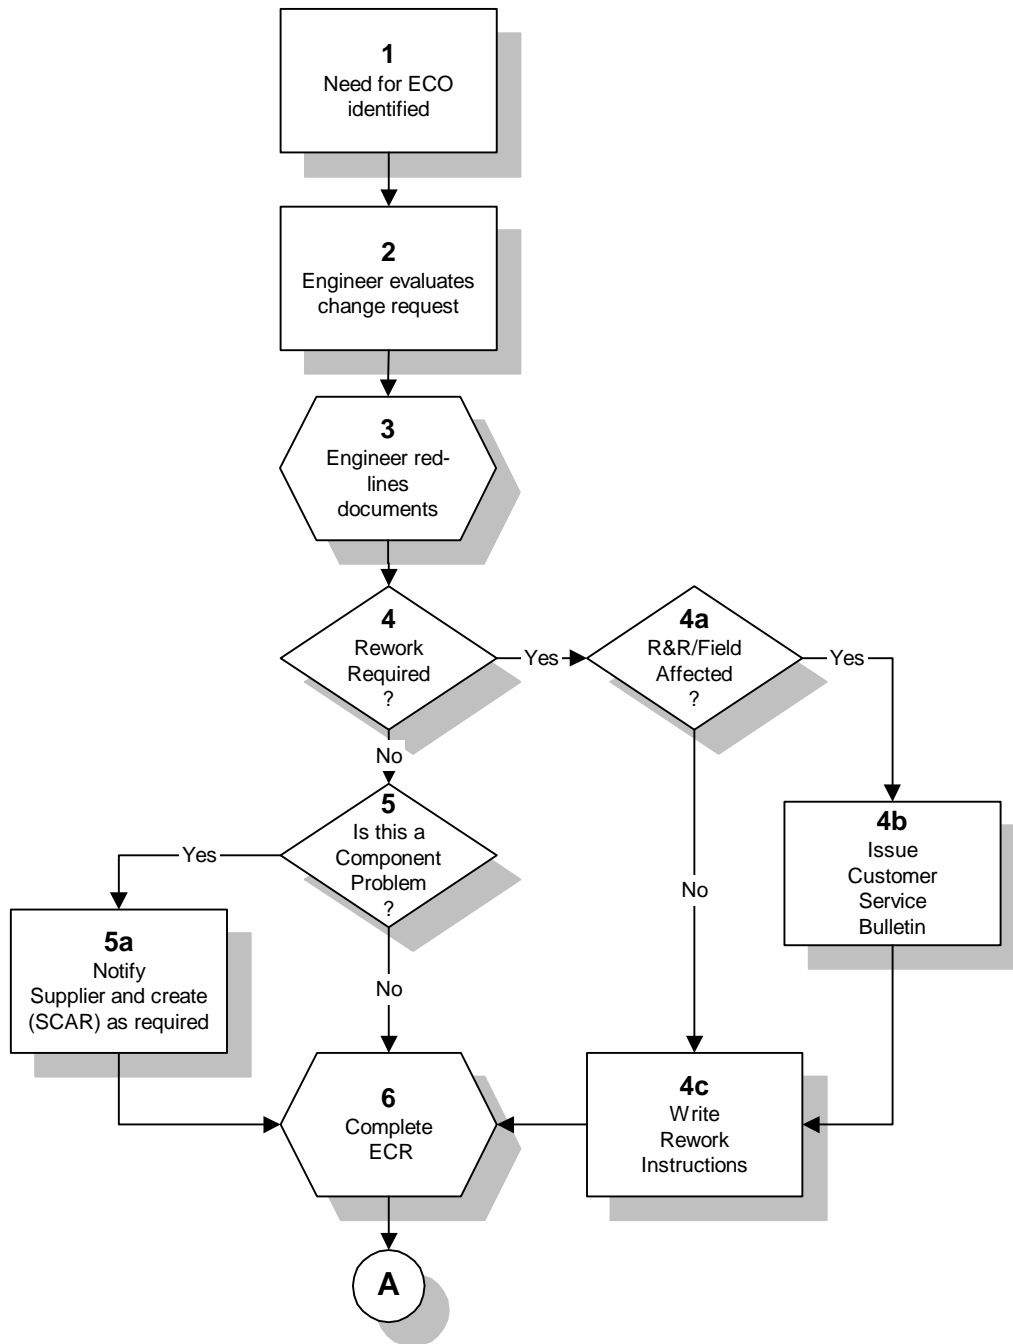 1
Need for ECO
identified
2
Engineer evaluates
change request
3
Engineer red-
lines
documents
4
Rework
Required
?
Yes
4a
R&R/Field
Affected
?
Yes
No
5
Is this a
Component
Problem
?
Yes
No
4b
Issue
Customer
Service
Bulletin
5a
Notify
Supplier and create
(SCAR) as required
No
6
Complete
ECR
4c
Write
Rework
Instructions
A